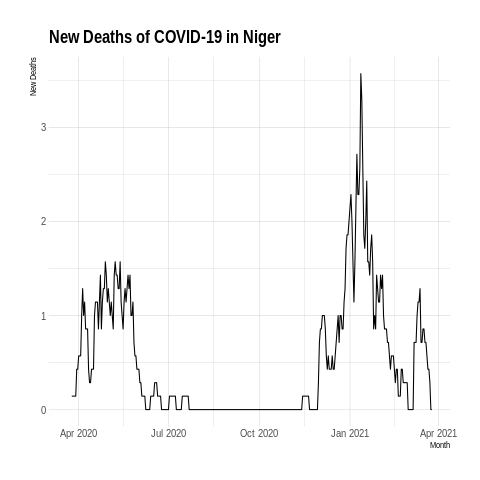 New Deaths of COVID-19 in Niger
New Deaths
3
2
1
0
Apr 2020 Jul 2020 Oct 2020 Jan 2021 Apr 2021
Month